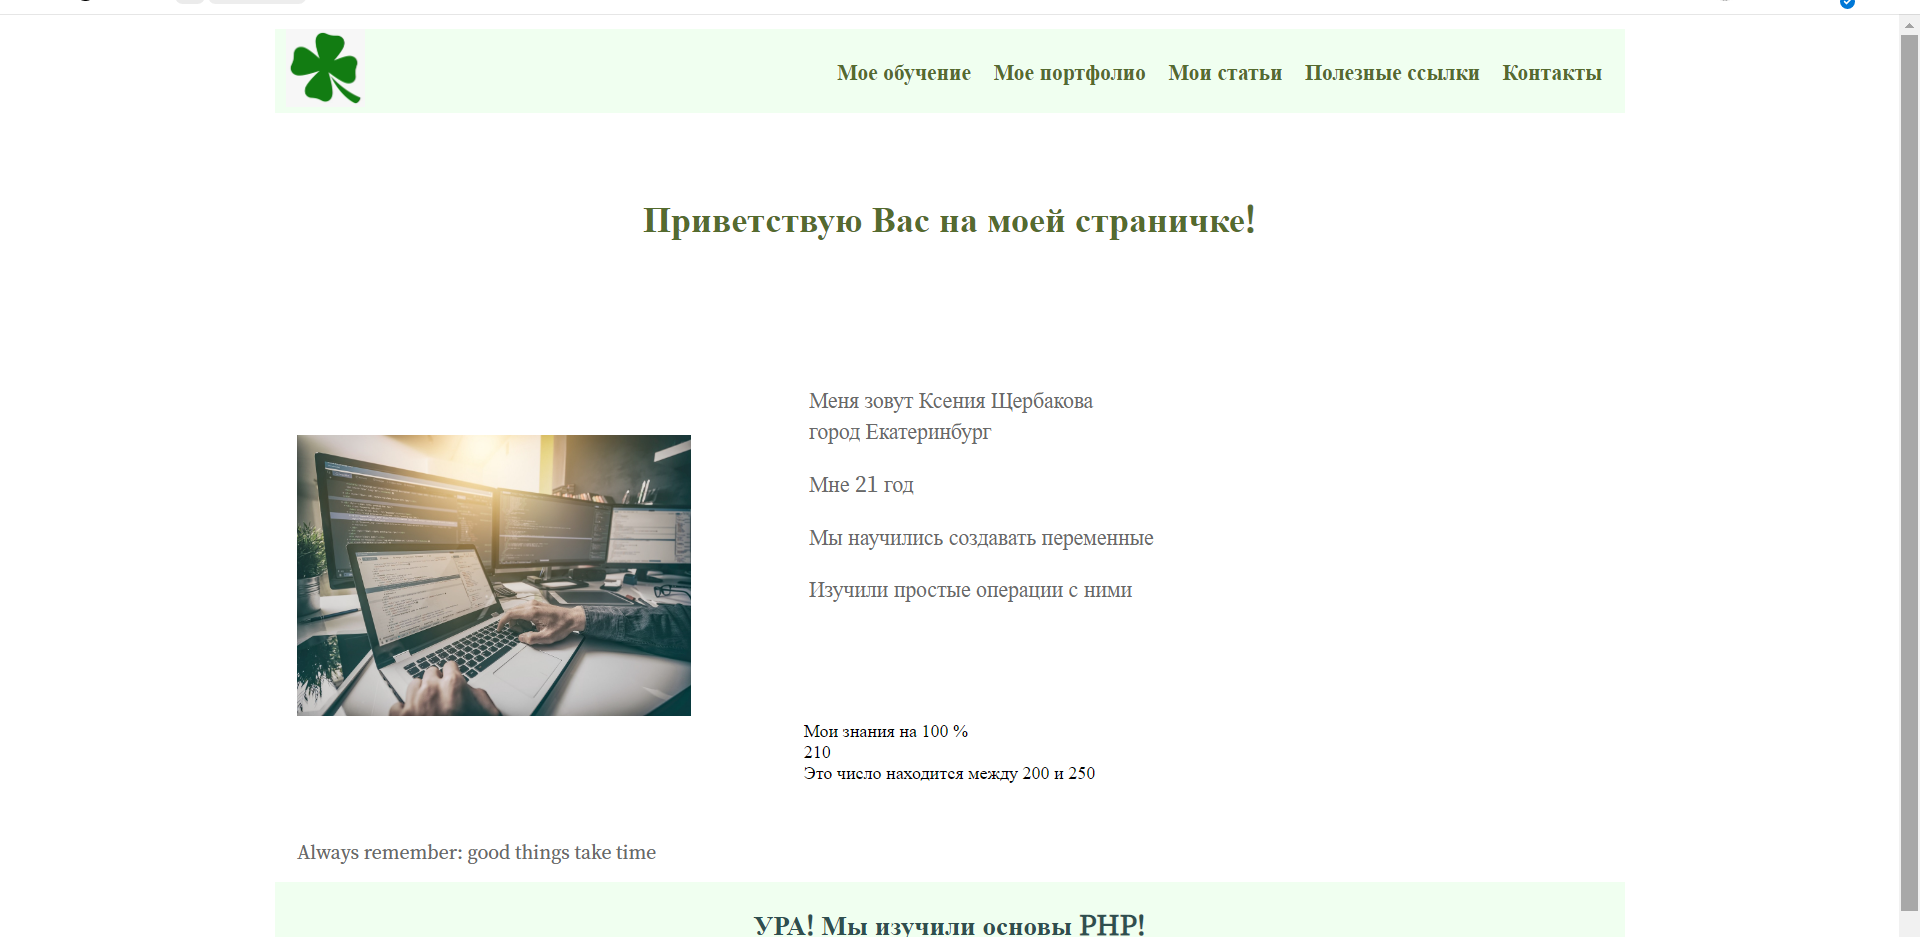 Мое обучение Мое портфолио Мои статьи Полезные ссылки Контакты
Приветствую Вас на моей страничке!
Меня зовут Ксения Щербакова
город Екатеринбург
Мне 21 год
Мы научились создавать переменные
Изучили простые операции с ними
Мои знания на 100 %
210
Это число находится между 200 и 250
Always remember: good things take time
УРА! Мы изучили основы PHP!